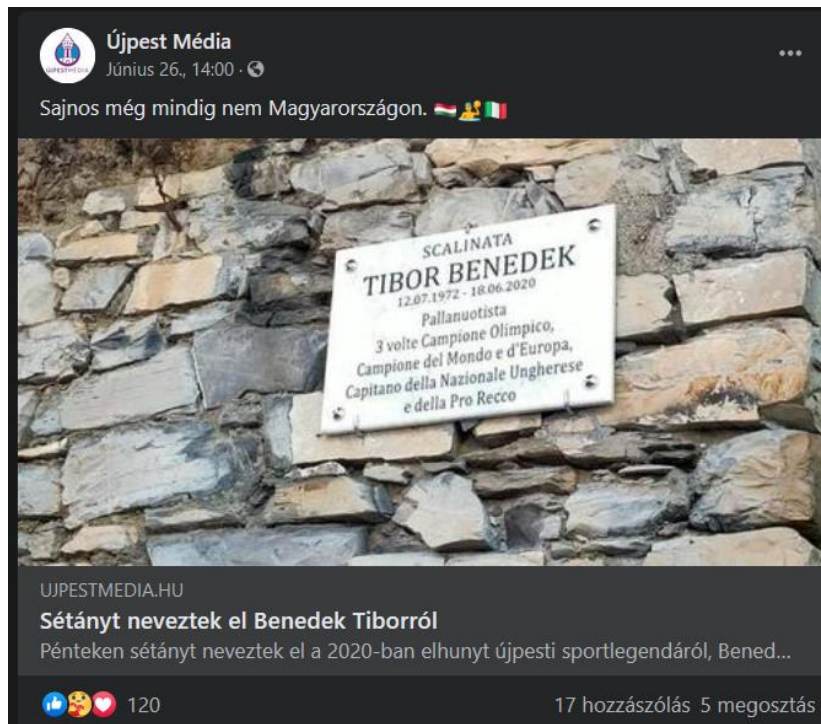 Újpest Média
Június 26., 14:00 ·
Sajnos még mindig nem Magyarországon.
SCALINATA
TIBOR BENEDEK
12.07.1972 - 18.06.2020
Pallanuotista
3 volte Campione Olimpico,
Campione del Mondo e d'Europa,
Capitano della Nazionale Ungherese
e della Pro Recco
UJPESTMEDIA.HU
Sétányt neveztek el Benedek Tiborról
Pénteken sétányt neveztek el a 2020-ban elhunyt újpesti sportlegendáról, Bened...
120
17 hozzászólás 5 megosztás